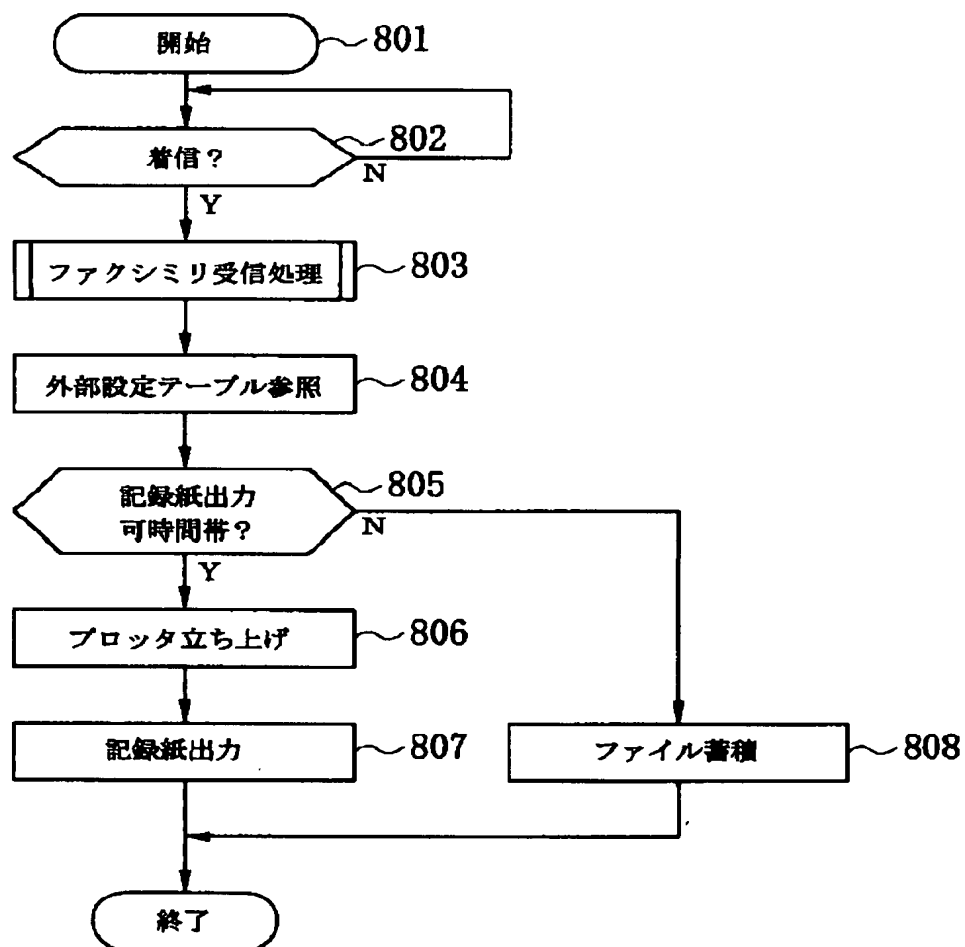 開始
801
着信?
802
N
Y
ファクシミリ受信処理
803
外部設定テーブル参照
804
記録紙出力
可時間帯?
805
N
Y
プロッタ立ち上げ
806
記録紙出力
807
ファイル蓄積
808
終了